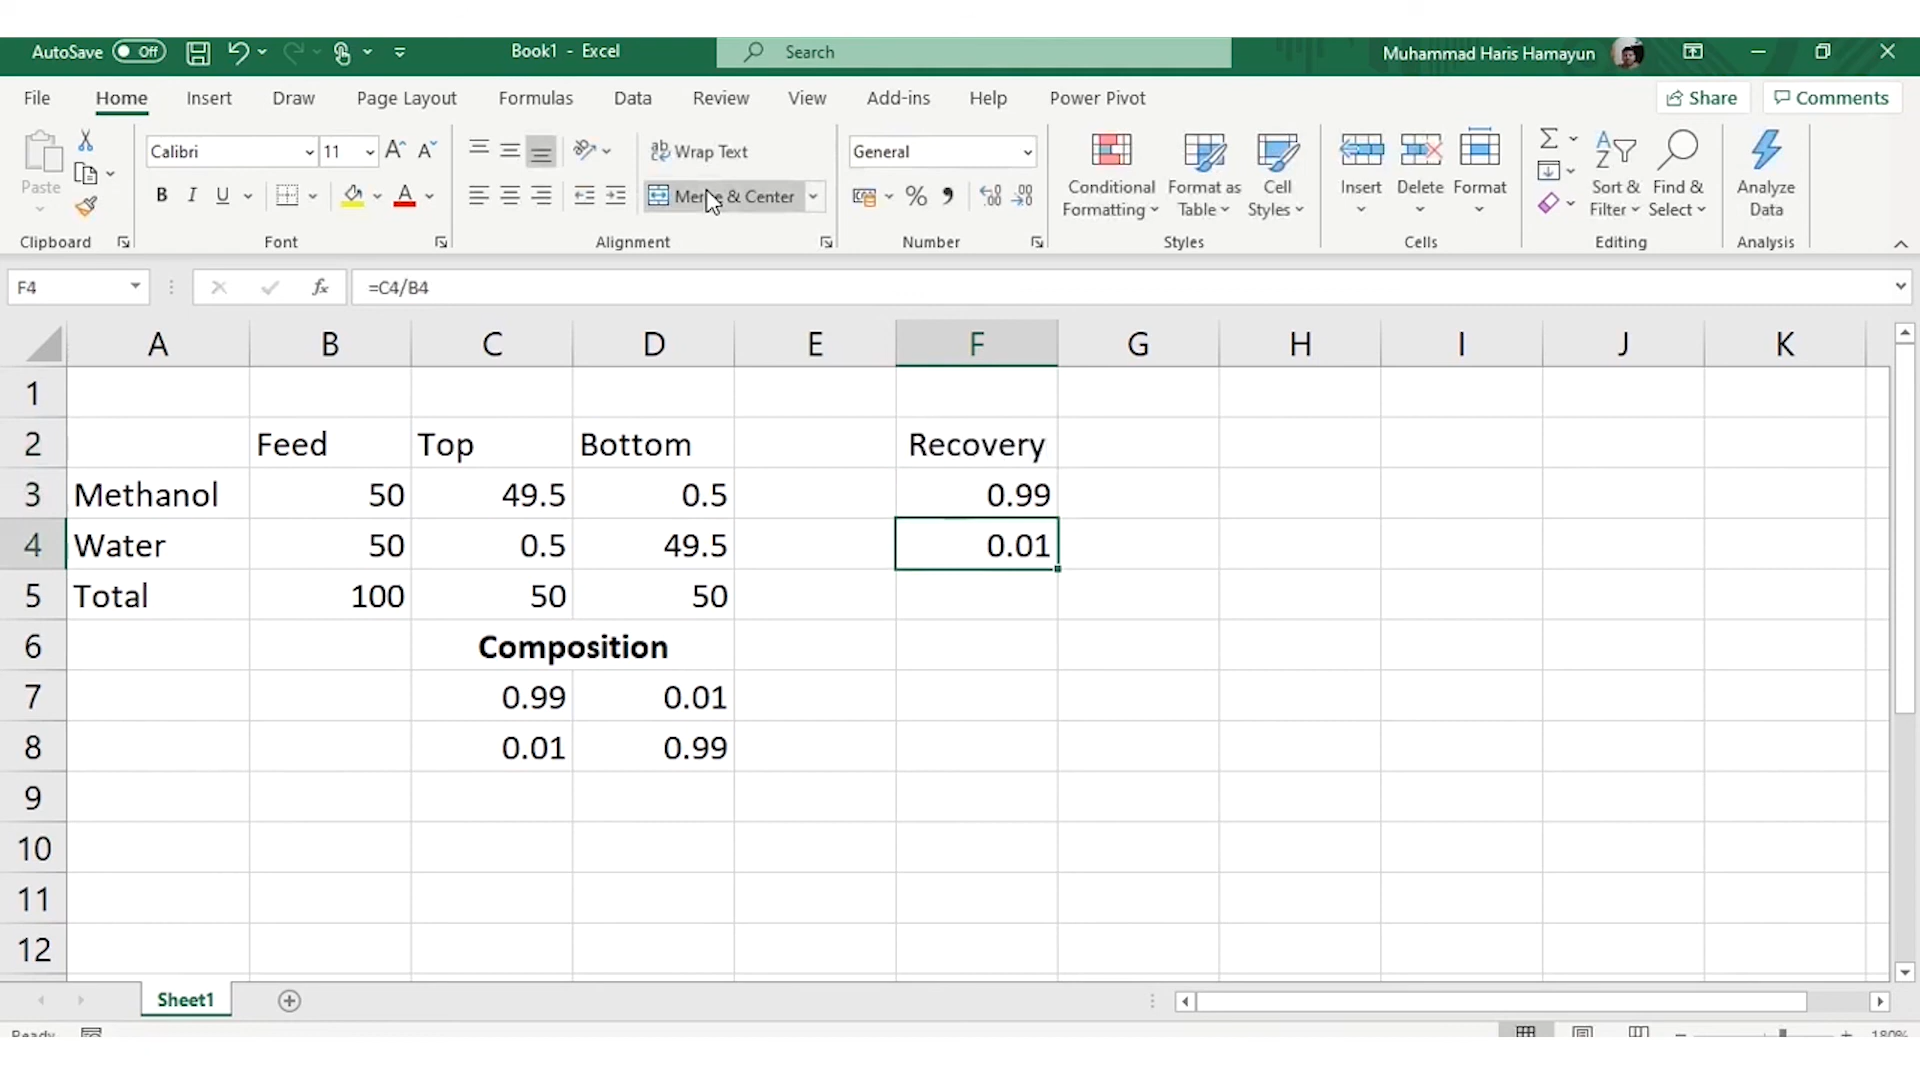 AutoSave Off Book1 - Excel Search Muhammad Haris Hamayun
File Home Insert Draw Page Layout Formulas Data Review View Add-ins Help Power Pivot Share Comments
Paste
Clipboard
Calibri 11
B I U
Font
Wrap Text
Merge & Center
Alignment
General
Number
Conditional Formatting
Format as Table
Cell Styles
Styles
Insert Delete Format
Cells
Sort & Filter
Find & Select
Editing
Analyze Data
Analysis
F4 fx =C4/B4
A B C D E F G H I J K
1
2 Feed Top Bottom Recovery
3 Methanol 50 49.5 0.5 0.99
4 Water 50 0.5 49.5 0.01
5 Total 100 50 50
6 Composition
7 0.99 0.01
8 0.01 0.99
9
10
11
12
Sheet1
Ready 180%